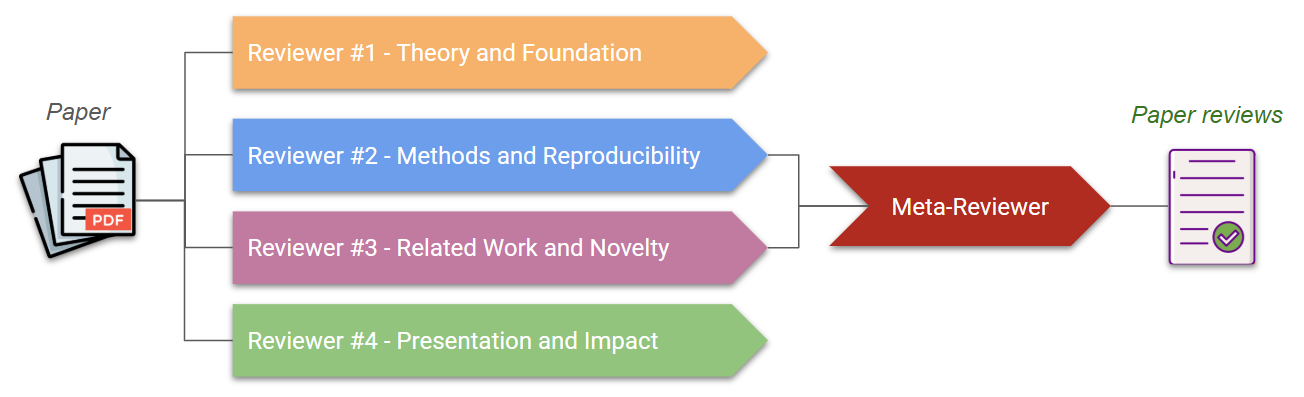 Paper
PDF
Reviewer #1 - Theory and Foundation
Reviewer #2 - Methods and Reproducibility
Reviewer #3 - Related Work and Novelty
Reviewer #4 - Presentation and Impact
Meta-Reviewer
Paper reviews